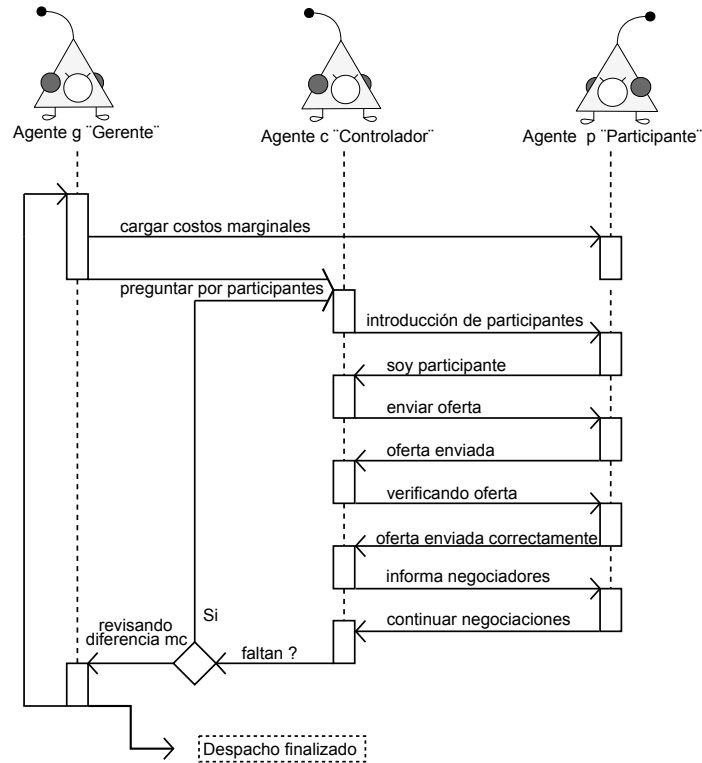 Agente g ¨Gerente¨
Agente c ¨Controlador¨
Agente p ¨Participante¨
cargar costos marginales
preguntar por participantes
introducción de participantes
soy participante
enviar oferta
oferta enviada
verificando oferta
oferta enviada correctamente
informa negociadores
continuar negociaciones
Si
revisando
diferencia mc
faltan ?
Despacho finalizado